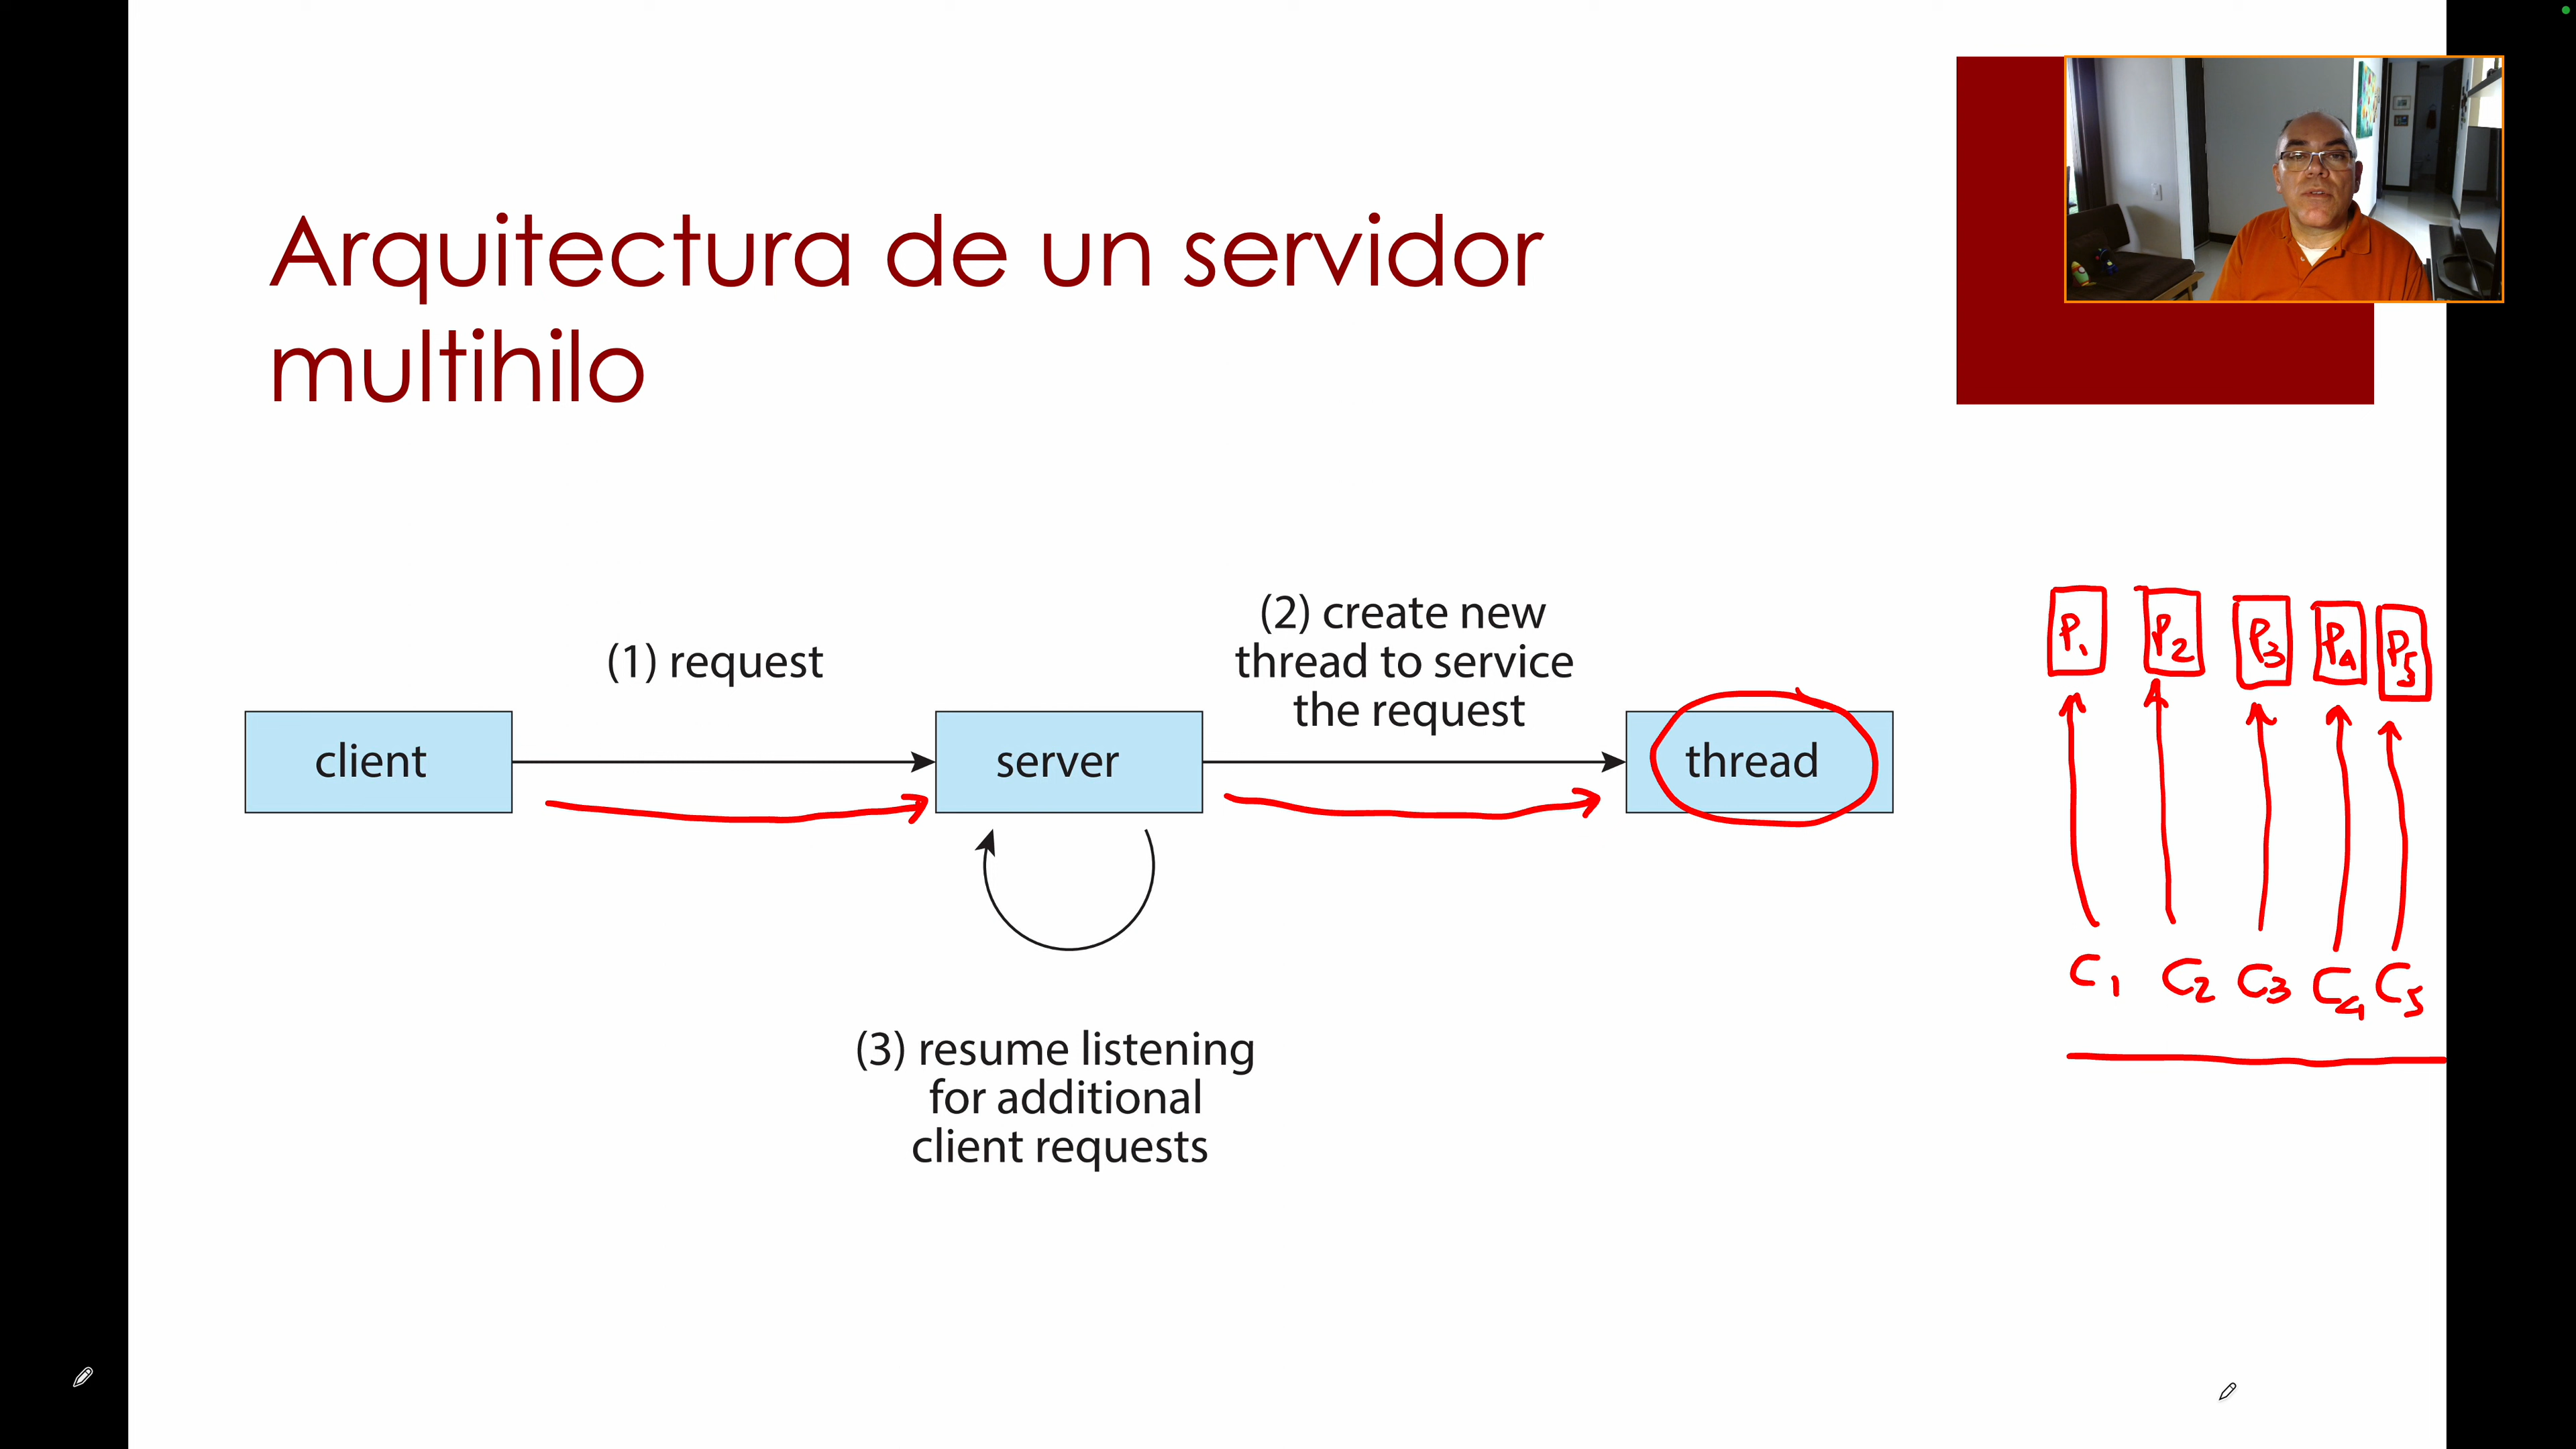 Arquitectura de un servidor
multihilo
(1) request
(2) create new
thread to service
the request
client
server
thread
(3) resume listening
for additional
client requests
P1 P2 P3 P4 P5
C1 C2 C3 C4 C5